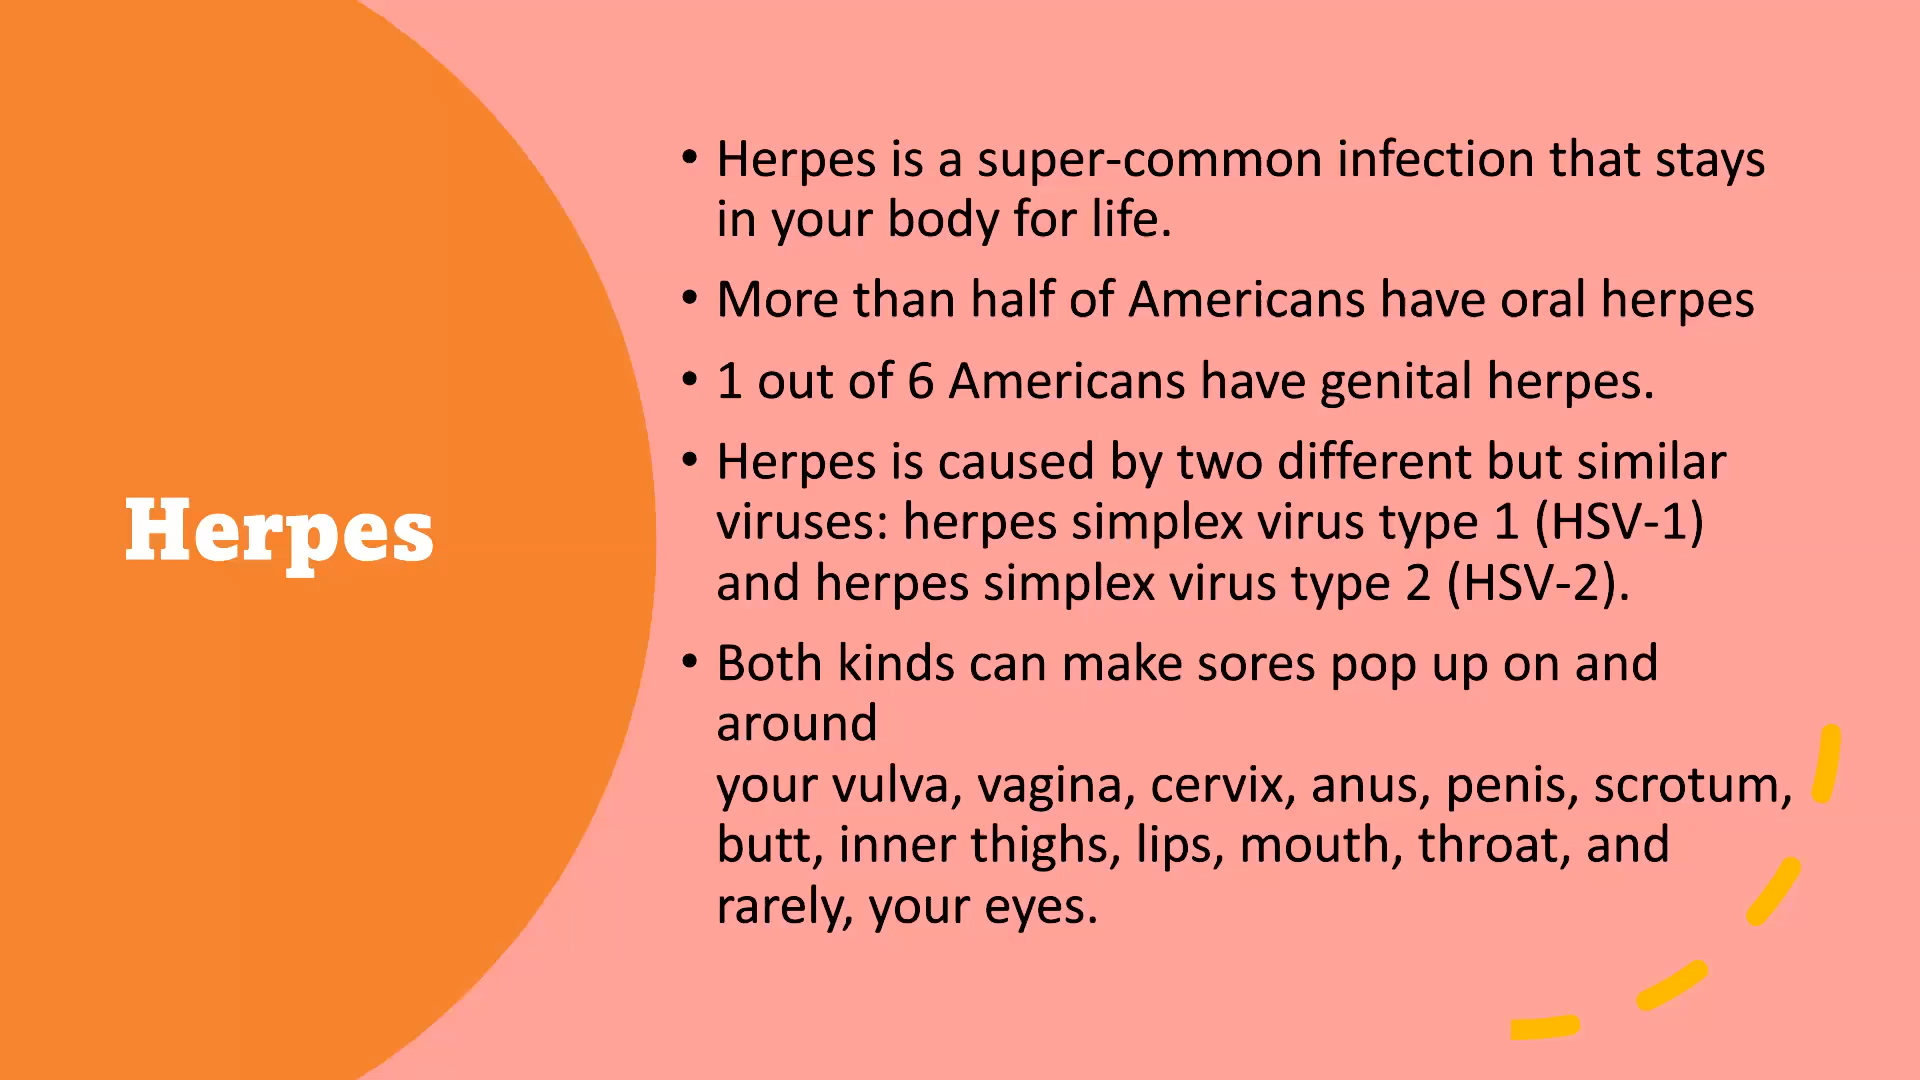 Herpes
• Herpes is a super-common infection that stays
in your body for life.
• More than half of Americans have oral herpes
• 1 out of 6 Americans have genital herpes.
• Herpes is caused by two different but similar
viruses: herpes simplex virus type 1 (HSV-1)
and herpes simplex virus type 2 (HSV-2).
• Both kinds can make sores pop up on and
around
your vulva, vagina, cervix, anus, penis, scrotum,
butt, inner thighs, lips, mouth, throat, and
rarely, your eyes.